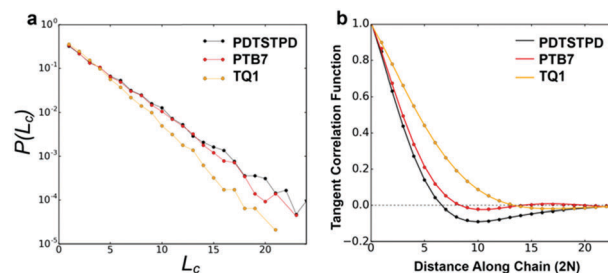 a
10⁰
10⁻¹
10⁻²
10⁻³
10⁻⁴
10⁻⁵
P(L_c)
0
5
10
15
20
L_c
PDTSTPD
PTB7
TQ1
b
1.0
0.8
0.6
0.4
0.2
0.0
-0.2
Tangent Correlation Function
0
5
10
15
20
Distance Along Chain (2N)
PDTSTPD
PTB7
TQ1